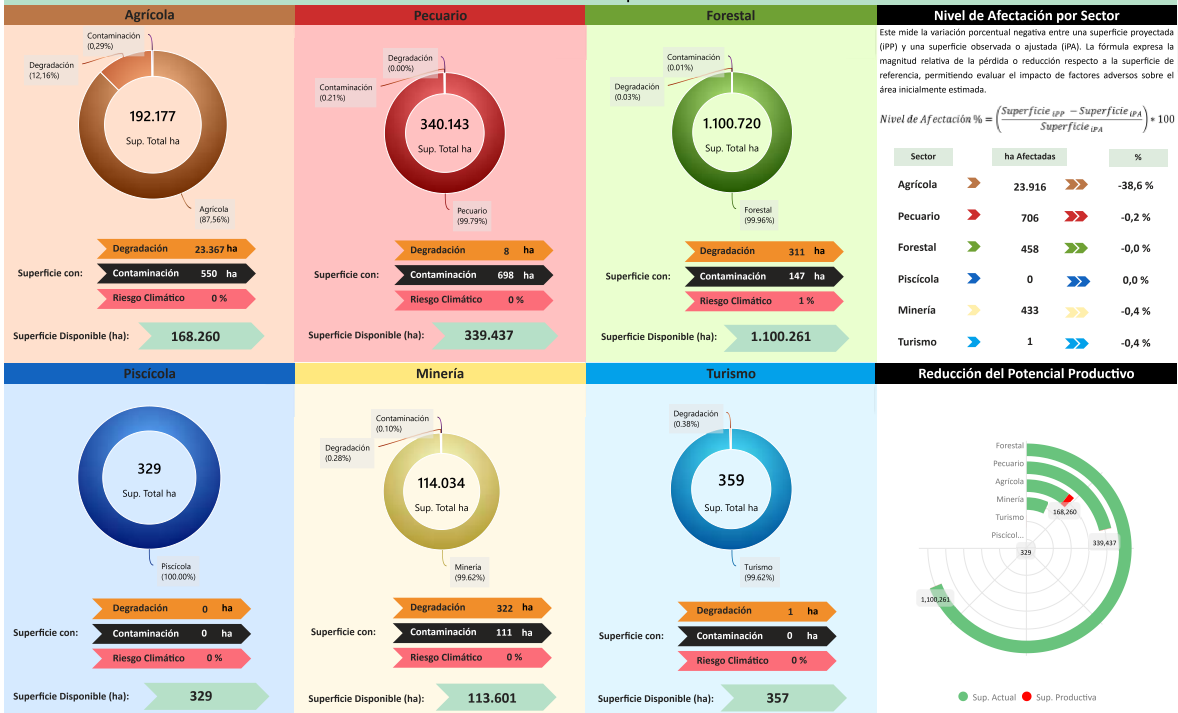 Agrícola
Contaminación
(0,29%)
Degradación
(12,16%)
192.177
Sup. Total ha
Agrícola
(87,56%)
Superficie con:
Degradación 23.367 ha
Contaminación 550 ha
Riesgo Climático 0 %
Superficie Disponible (ha): 168.260
Pecuario
Degradación
(0.00%)
Contaminación
(0.21%)
340.143
Sup. Total ha
Pecuario
(99.79%)
Superficie con:
Degradación 8 ha
Contaminación 698 ha
Riesgo Climático 0 %
Superficie Disponible (ha): 339.437
Forestal
Contaminación
(0.01%)
Degradación
(0.03%)
1.100.720
Sup. Total ha
Forestal
(99.96%)
Superficie con:
Degradación 311 ha
Contaminación 147 ha
Riesgo Climático 1 %
Superficie Disponible (ha): 1.100.261
Nivel de Afectación por Sector
Este mide la variación porcentual negativa entre una superficie proyectada
(iPP) y una superficie observada o ajustada (iPA). La fórmula expresa la
magnitud relativa de la pérdida o reducción respecto a la superficie de
referencia, permitiendo evaluar el impacto de factores adversos sobre el
área inicialmente estimada.
Nivel de Afectación % = (Superficie iPP − Superficie iPA / Superficie iPA) * 100
Sector ha Afectadas %
Agrícola 23.916 -38,6 %
Pecuario 706 -0,2 %
Forestal 458 -0,0 %
Piscícola 0 0,0 %
Minería 433 -0,4 %
Turismo 1 -0,4 %
Piscícola
329
Sup. Total ha
Piscícola
(100.00%)
Superficie con:
Degradación 0 ha
Contaminación 0 ha
Riesgo Climático 0 %
Superficie Disponible (ha): 329
Minería
Contaminación
(0.10%)
Degradación
(0.28%)
114.034
Sup. Total ha
Mineria
(99.62%)
Superficie con:
Degradación 322 ha
Contaminación 111 ha
Riesgo Climático 0 %
Superficie Disponible (ha): 113.601
Turismo
Degradación
(0.38%)
359
Sup. Total ha
Turismo
(99.62%)
Superficie con:
Degradación 1 ha
Contaminación 0 ha
Riesgo Climático 0 %
Superficie Disponible (ha): 357
Reducción del Potencial Productivo
Forestal
Pecuario
Agrícola
Minería
Turismo
Piscícol...
168,260
339,437
329
1,100,261
Sup. Actual Sup. Productiva